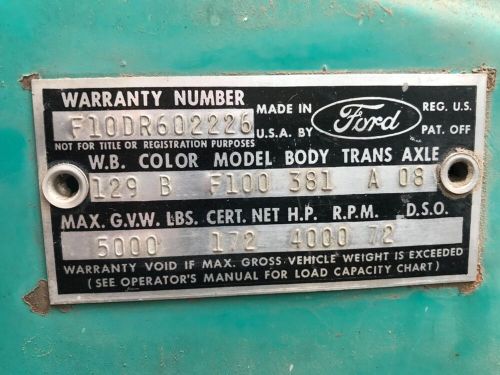 WARRANTY NUMBER
F10DR602226
MADE IN
U.S.A. BY
Ford
REG. U.S.
PAT. OFF
NOT FOR TITLE OR REGISTRATION PURPOSES
W.B. COLOR MODEL BODY TRANS AXLE
129 B F100 381 A 08
MAX. G.V.W. LBS. CERT. NET H.P. R.P.M. D.S.O.
5000 172 4000 72
WARRANTY VOID IF MAX. GROSS VEHICLE WEIGHT IS EXCEEDED
(SEE OPERATOR'S MANUAL FOR LOAD CAPACITY CHART)